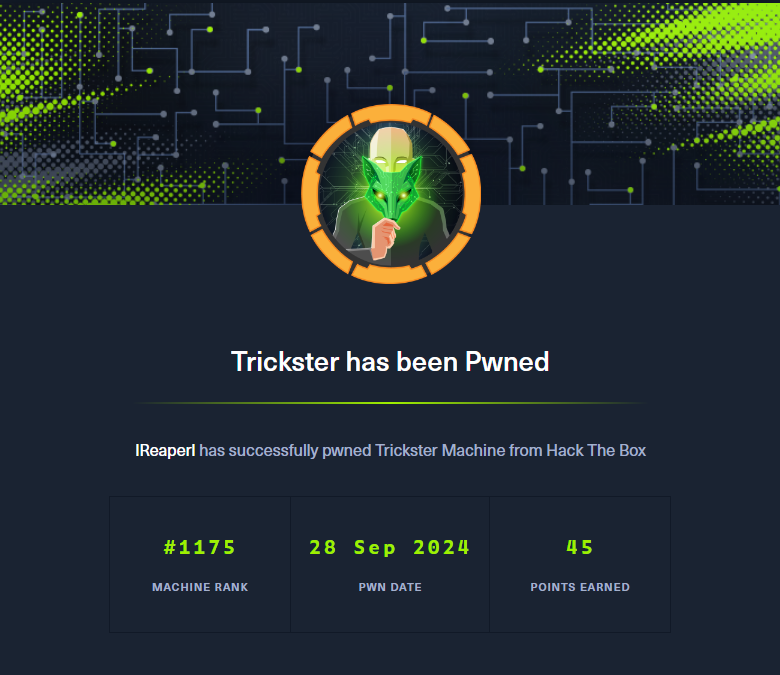 Trickster has been Pwned
IReaperI has successfully pwned Trickster Machine from Hack The Box
#1175 28 Sep 2024 45
MACHINE RANK PWN DATE POINTS EARNED